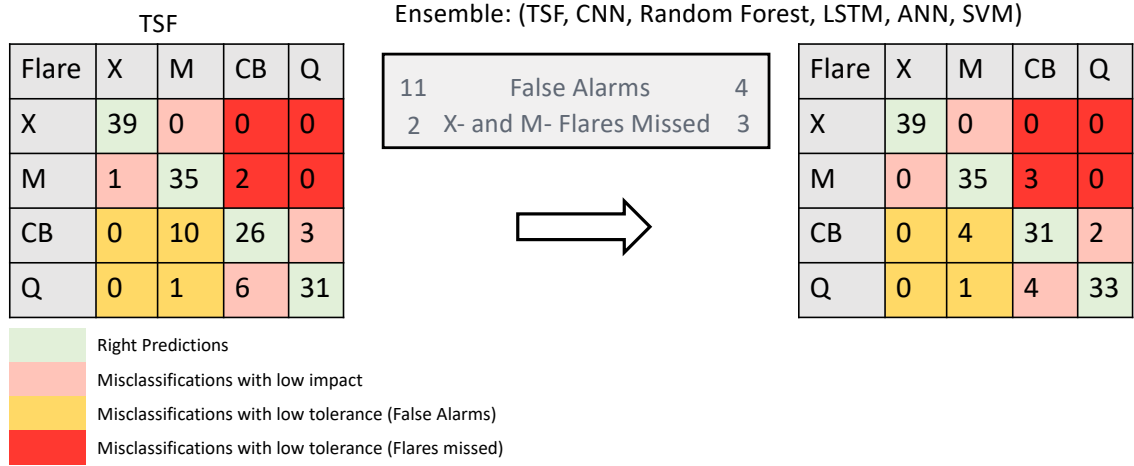 TSF
Ensemble: (TSF, CNN, Random Forest, LSTM, ANN, SVM)
Flare X M CB Q
X 39 0 0 0
M 1 35 2 0
CB 0 10 26 3
Q 0 1 6 31
11 False Alarms 4
2 X- and M- Flares Missed 3
Flare X M CB Q
X 39 0 0 0
M 0 35 3 0
CB 0 4 31 2
Q 0 1 4 33
Right Predictions
Misclassifications with low impact
Misclassifications with low tolerance (False Alarms)
Misclassifications with low tolerance (Flares missed)